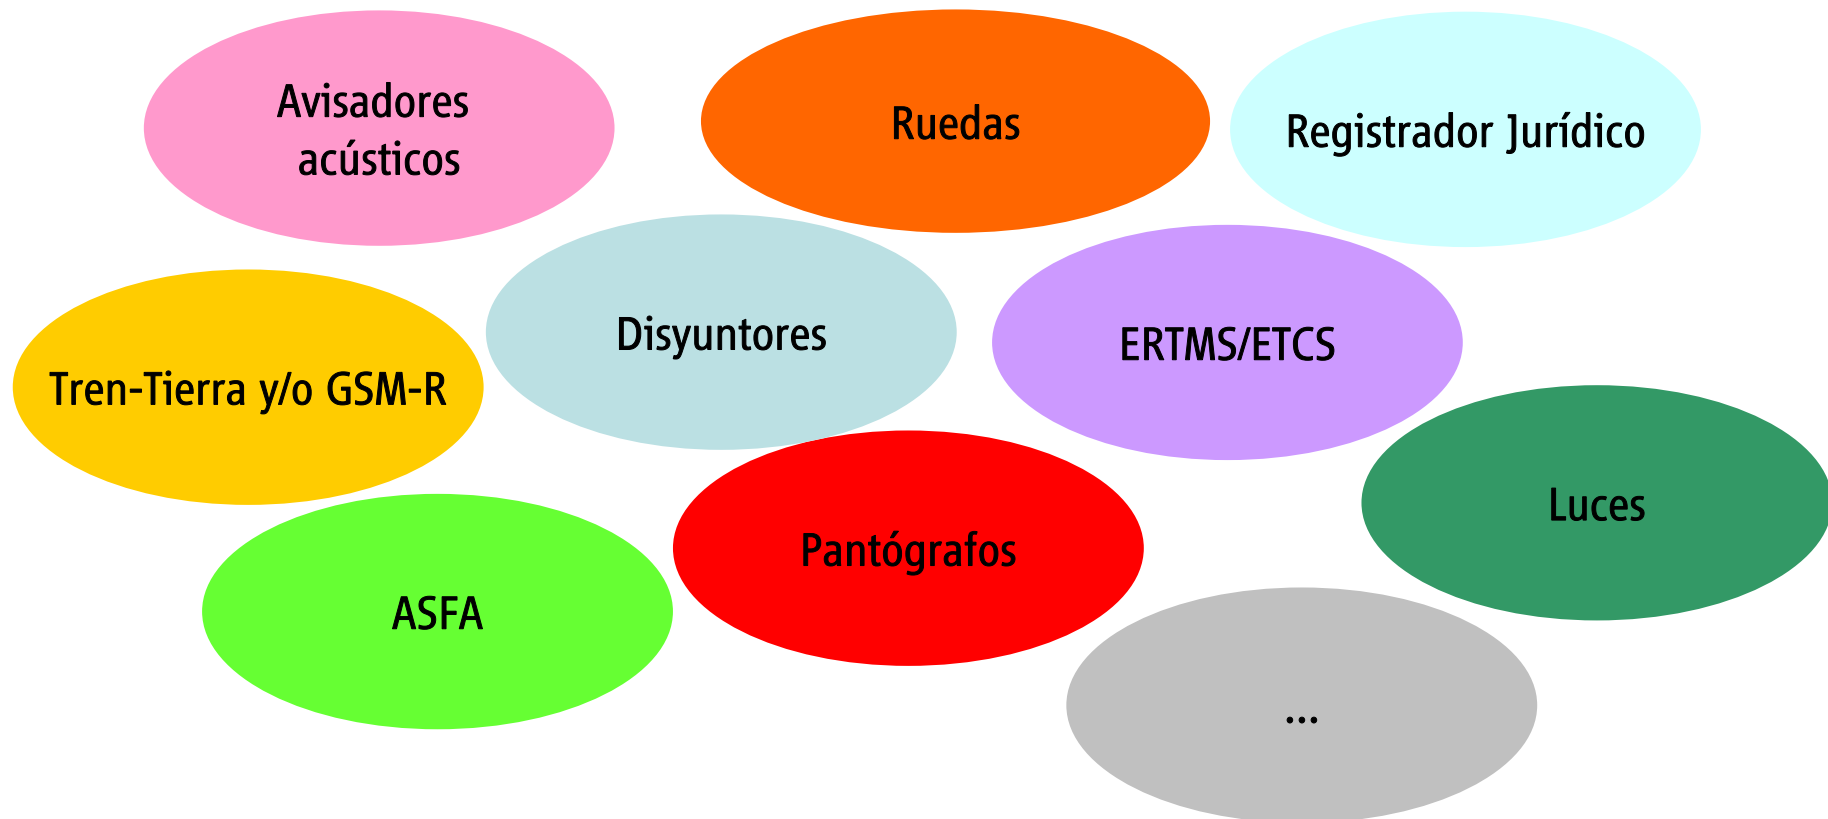 Avisadores
acústicos
Ruedas
Registrador Jurídico
Disyuntores
ERTMS/ETCS
Tren-Tierra y/o GSM-R
Luces
Pantógrafos
ASFA
...